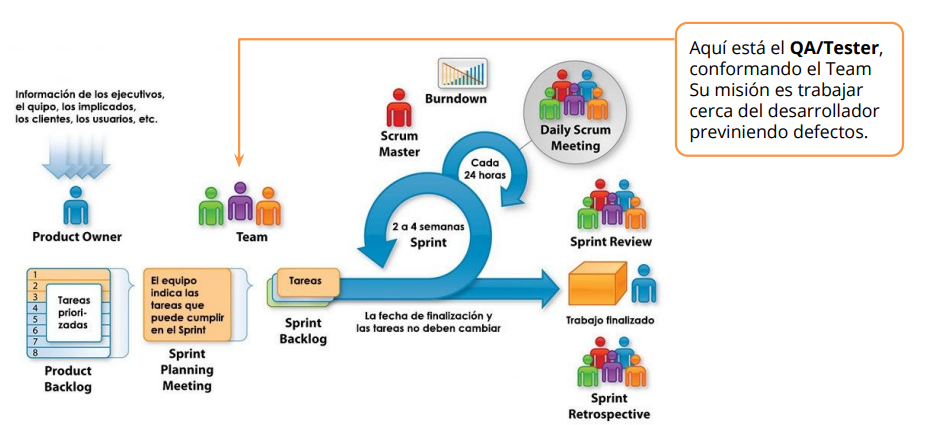 Aquí está el QA/Tester,
conformando el Team
Su misión es trabajar
cerca del desarrollador
previniendo defectos.
Información de los ejecutivos,
el quipo, los implicados,
los clientes, los usuarios, etc.
Product Owner
Team
Scrum
Master
Burndown
Daily Scrum
Meeting
Cada
24 horas
2 a 4 semanas
Sprint
Sprint Review
1
2
3
4
5
6
7
8
Tareas
priori-
zadas
Product
Backlog
El equipo
indica las
tareas que
puede cumplir
en el Sprint
Sprint
Planning
Meeting
Tareas
Sprint
Backlog
La fecha de finalización y
las tareas no deben cambiar
Trabajo finalizado
Sprint
Retrospective